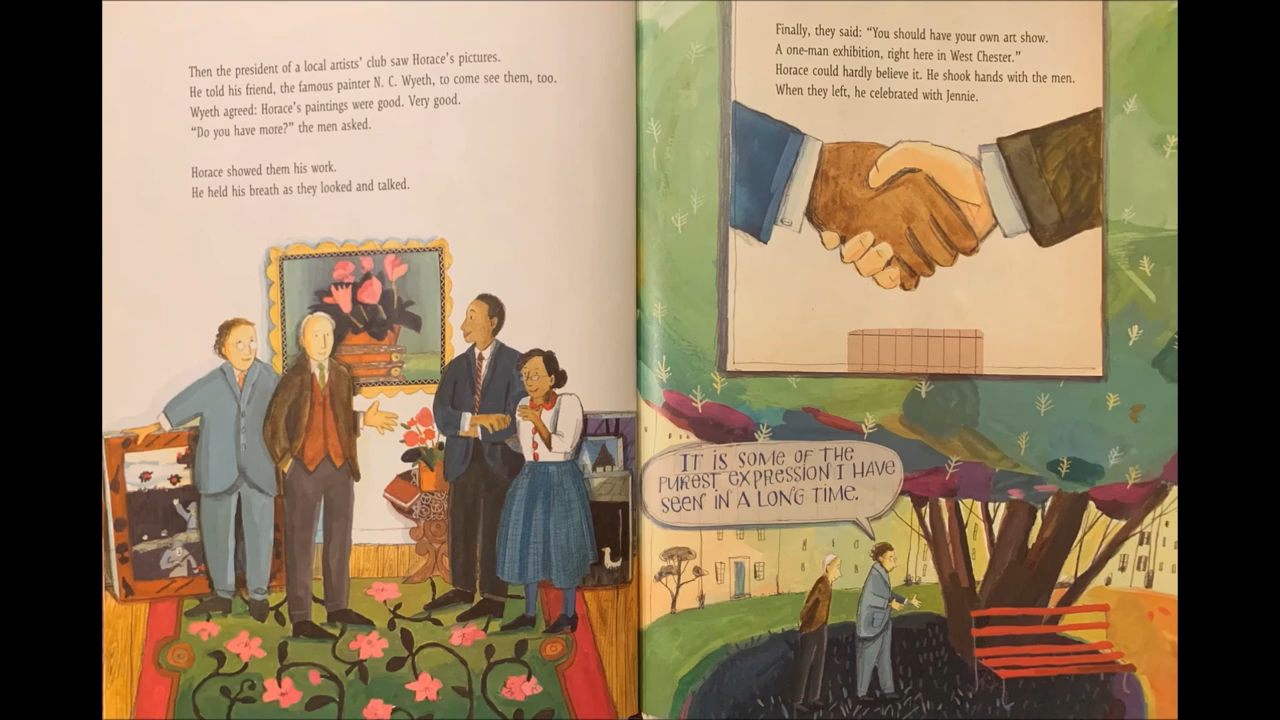 Then the president of a local artists' club saw Horace's pictures.
He told his friend, the famous painter N. C. Wyeth, to come see them, too.
Wyeth agreed: Horace's paintings were good. Very good.
“Do you have more?” the men asked.
Horace showed them his work.
He held his breath as they looked and talked.
Finally, they said: “You should have your own art show.
A one-man exhibition, right here in West Chester.”
Horace could hardly believe it. He shook hands with the men.
When they left, he celebrated with Jennie.
IT IS SOME OF THE
PUREST EXPRESSION I HAVE
SEEN IN A LONG TIME.